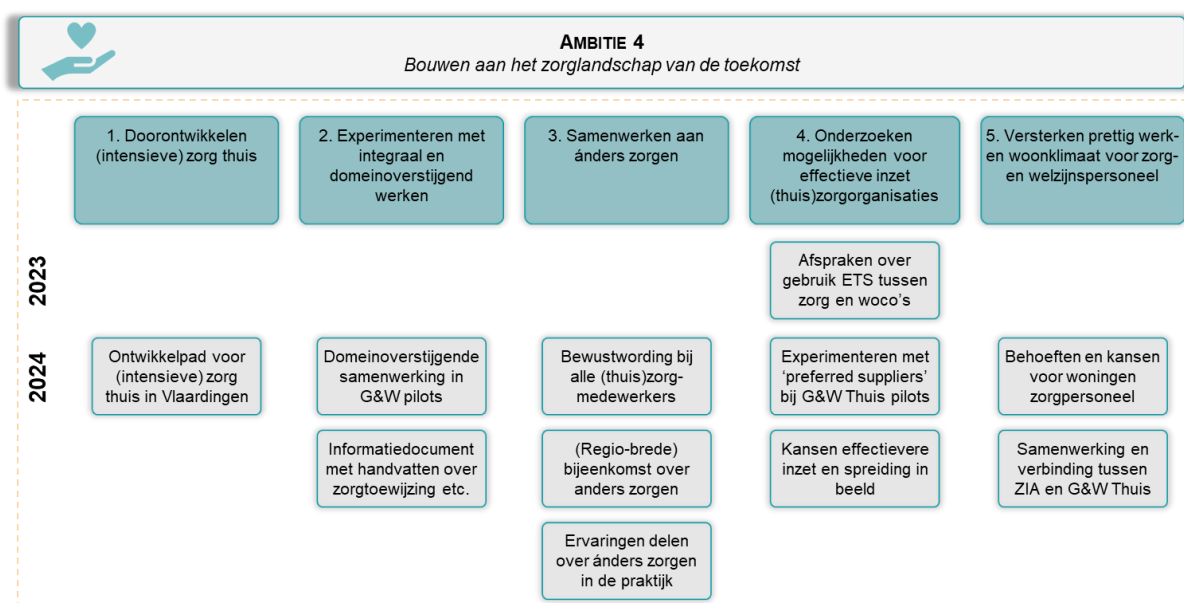 AMBITIE 4
Bouwen aan het zorglandschap van de toekomst
1. Doorontwikkelen
(intensieve) zorg thuis
2. Experimenteren met
integraal en
domeinoverstijgend
werken
3. Samenwerken aan
ánders zorgen
4. Onderzoeken
mogelijkheden voor
effectieve inzet
(thuis)zorgorganisaties
5. Versterken prettig werk-
en woonklimaat voor zorg-
en welzijnspersoneel
2023
Afspraken over
gebruik ETS tussen
zorg en woco’s
2024
Ontwikkelpad voor
(intensieve) zorg
thuis in Vlaardingen
Domeinoverstijgende
samenwerking in
G&W pilots
Bewustwording bij
alle (thuis)zorg-
medewerkers
Experimenteren met
‘preferred suppliers’
bij G&W Thuis pilots
Behoeften en kansen
voor woningen
zorgpersoneel
Informatiedocument
met handvatten over
zorgtoewijzing etc.
(Regio-brede)
bijeenkomst over
anders zorgen
Kansen effectievere
inzet en spreiding in
beeld
Samenwerking en
verbinding tussen
ZIA en G&W Thuis
Ervaringen delen
over ánders zorgen
in de praktijk